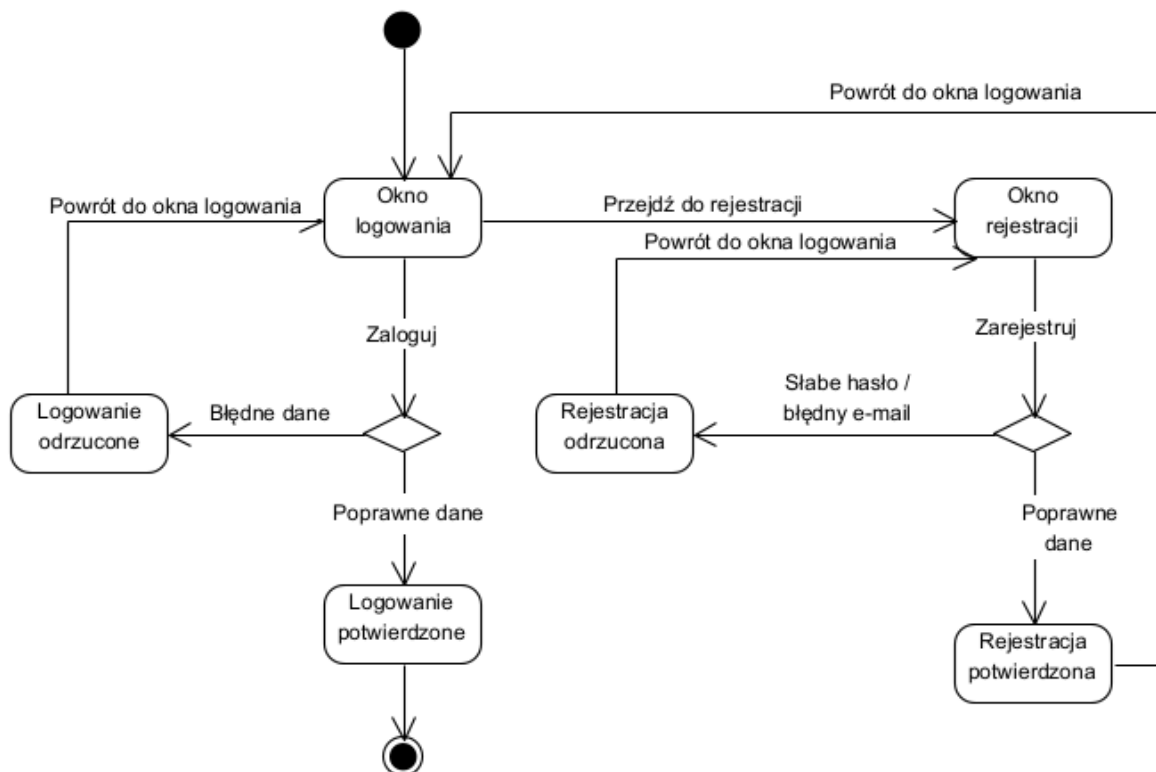 Powrót do okna logowania
Okno
logowania
Powrót do okna logowania
Przejdź do rejestracji
Okno
rejestracji
Powrót do okna logowania
Zaloguj
Zarejestruj
Logowanie
odrzucone
Błędne dane
Rejestracja
odrzucona
Słabe hasło /
błędny e-mail
Poprawne dane
Poprawne
dane
Logowanie
potwierdzone
Rejestracja
potwierdzona